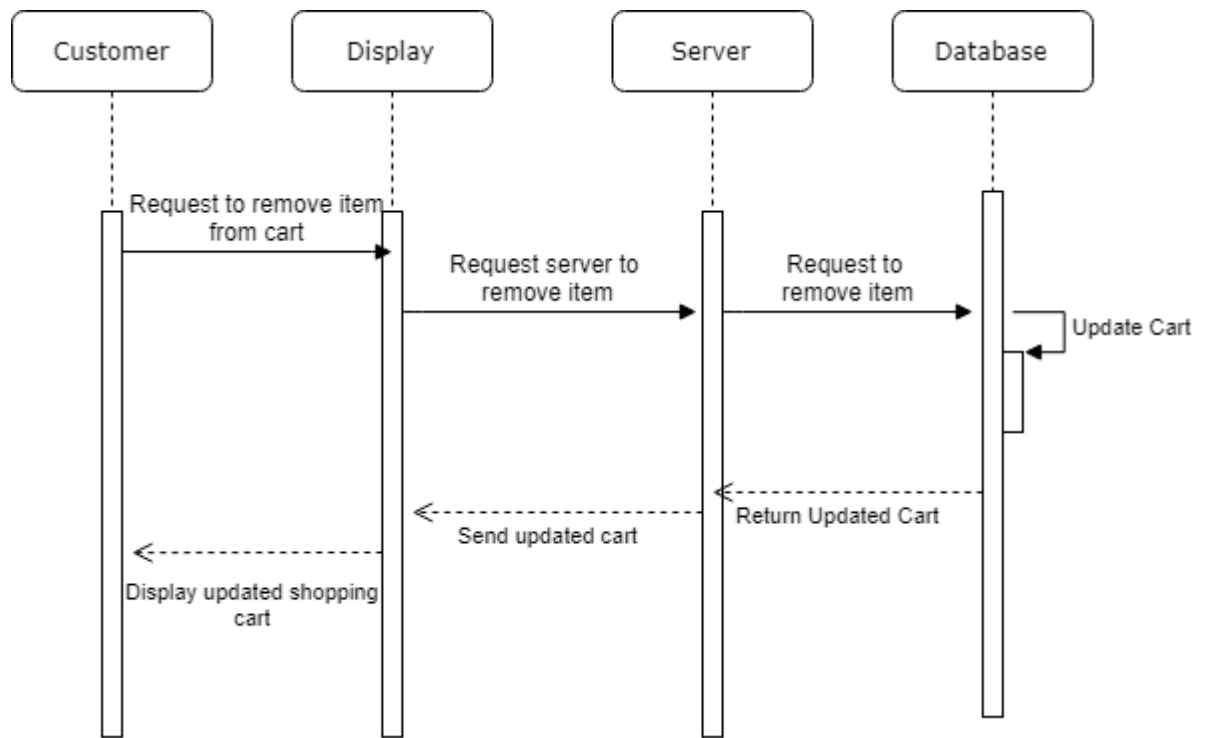 Customer
Display
Server
Database
Request to remove item
from cart
Request server to
remove item
Request to
remove item
Update Cart
Return Updated Cart
Send updated cart
Display updated shopping
cart